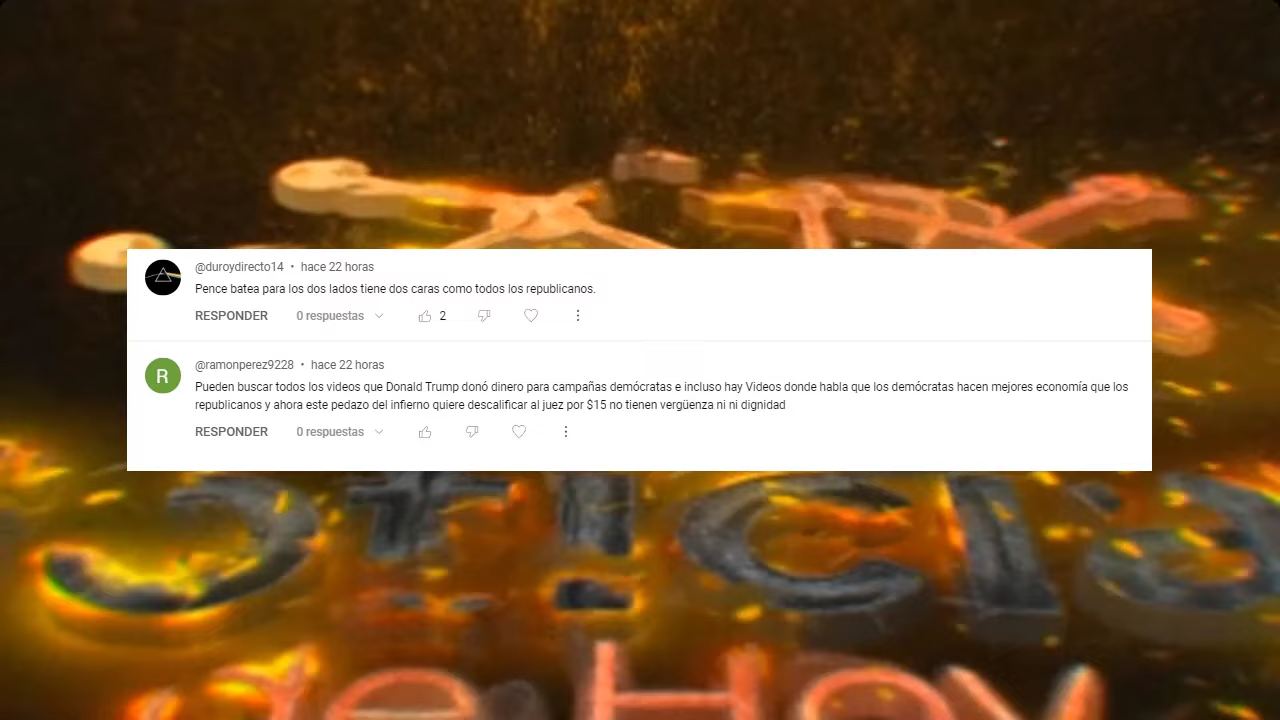 @duroydirecto14 • hace 22 horas
Pence batea para los dos lados tiene dos caras como todos los republicanos.
RESPONDER 0 respuestas 2
@ramonperez9228 • hace 22 horas
Pueden buscar todos los videos que Donald Trump donó dinero para campañas demócratas e incluso hay Videos donde habla que los demócratas hacen mejores economía que los
republicanos y ahora este pedazo del infierno quiere descalificar al juez por $15 no tienen vergüenza ni ni dignidad
RESPONDER 0 respuestas